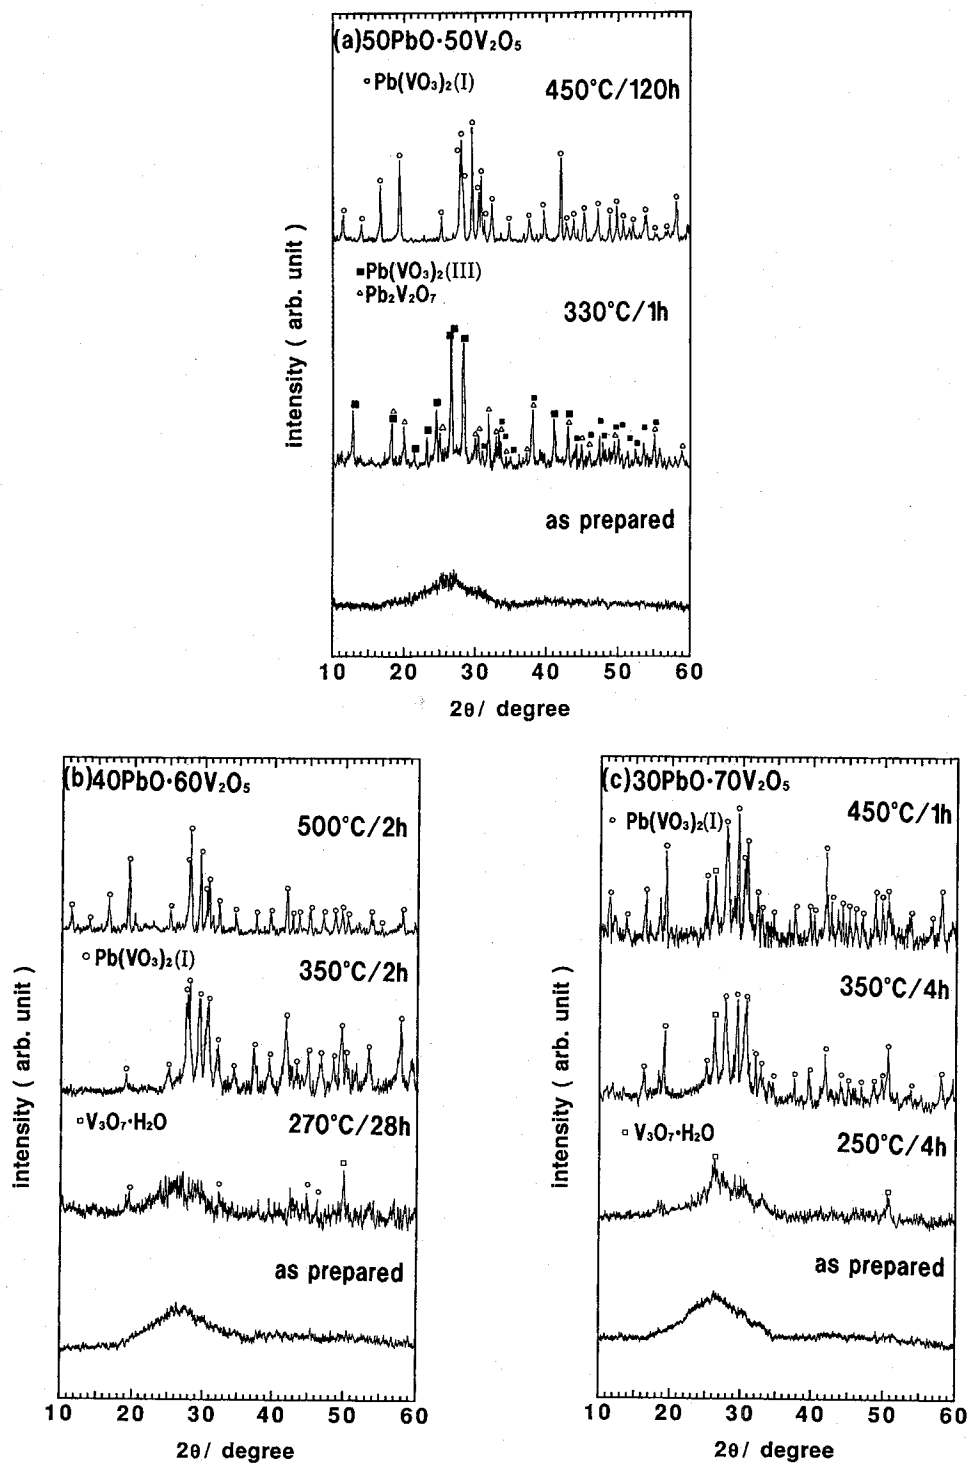 (a)50PbO·50V₂O₅
Pb(VO₃)₂(I)
450°C/120h
Pb(VO₃)₂(III)
Pb₂V₂O₇
330°C/1h
as prepared
intensity ( arb. unit )
10 20 30 40 50 60
2θ/ degree
(b)40PbO·60V₂O₅
500°C/2h
Pb(VO₃)₂(I)
350°C/2h
V₃O₇·H₂O
270°C/28h
as prepared
intensity ( arb. unit )
10 20 30 40 50 60
2θ/ degree
(c)30PbO·70V₂O₅
450°C/1h
Pb(VO₃)₂(I)
350°C/4h
V₃O₇·H₂O
250°C/4h
as prepared
intensity ( arb. unit )
10 20 30 40 50 60
2θ/ degree